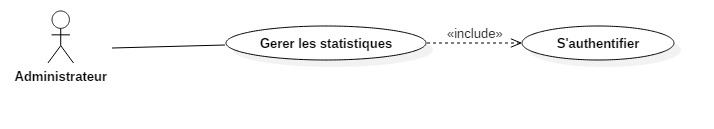 «include»
Gerer les statistiques
S'authentifier
Administrateur